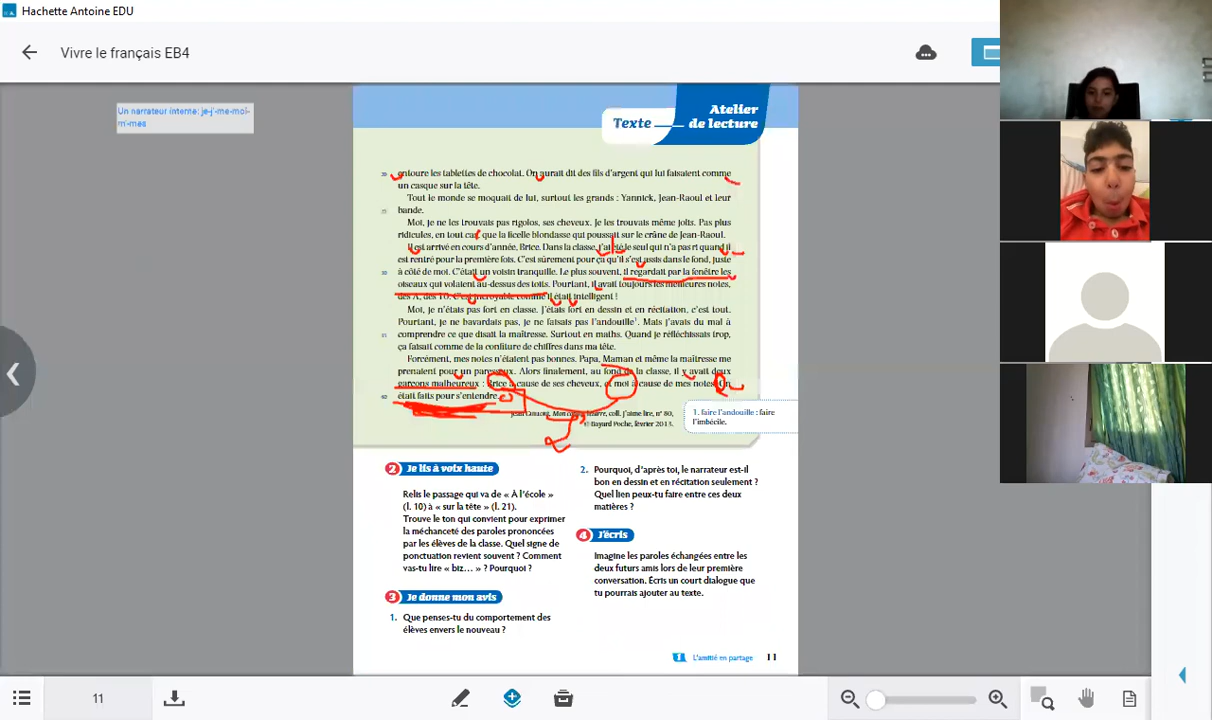 Hachette Antoine EDU
Vivre le français EB4
Un narrateur interne: je-j'-me-moi-
m'-mes
Texte
Atelier
de lecture
entoure les tablettes de chocolat. On aurait dit des fils d'argent qui lui faisaient comme
un casque sur la tête.
Tout le monde se moquait de lui, surtout les grands : Yannick, Jean-Raoul et leur
bande.
Moi, je ne les trouvais pas rigolos, ses cheveux. Je les trouvais même jolis. Pas plus
ridicules, en tout cas, que la ficelle blondasse qui poussait sur le crâne de Jean-Raoul.
Il est arrivé en cours d'année, Brice. Dans la classe, j'ai été le seul qui n'a pas ri quand il
est rentré pour la première fois. C'est sûrement pour ça qu'il s'est assis dans le fond, juste
à côté de moi. C'était un voisin tranquille. Le plus souvent, il regardait par la fenêtre les
oiseaux qui volaient au-dessus des toits. Pourtant, il avait toujours les meilleures notes,
des A, des 10. C'est incroyable comme il était intelligent !
Moi, je n'étais pas fort en classe. J'étais fort en dessin et en récitation, c'est tout.
Pourtant, je ne bavardais pas, je ne faisais pas l'andouille¹. Mais j'avais du mal à
comprendre ce que disait la maîtresse. Surtout en maths. Quand je réfléchissais trop,
ça faisait comme de la confiture de chiffres dans ma tête.
Forcément, mes notes n'étaient pas bonnes. Papa, Maman et même la maîtresse me
prenaient pour un paresseux. Alors finalement, au fond de la classe, il y avait deux
garçons malheureux : Brice à cause de ses cheveux, et moi à cause de mes notes. On
était faits pour s'entendre.
coll. J'aime lire, n° 80,
© Bayard Poche, février 2013.
1. faire l'andouille : faire
l'imbécile.
2 Je lis à voix haute
Relis le passage qui va de « À l'école »
(l. 10) à « sur la tête » (l. 21).
Trouve le ton qui convient pour exprimer
la méchanceté des paroles prononcées
par les élèves de la classe. Quel signe de
ponctuation revient souvent ? Comment
vas-tu lire « biz… » ? Pourquoi ?
3 Je donne mon avis
1. Que penses-tu du comportement des
élèves envers le nouveau ?
2. Pourquoi, d'après toi, le narrateur est-il
bon en dessin et en récitation seulement ?
Quel lien peux-tu faire entre ces deux
matières ?
4 J'écris
Imagine les paroles échangées entre les
deux futurs amis lors de leur première
conversation. Écris un court dialogue que
tu pourrais ajouter au texte.
1 L'amitié en partage 11
11